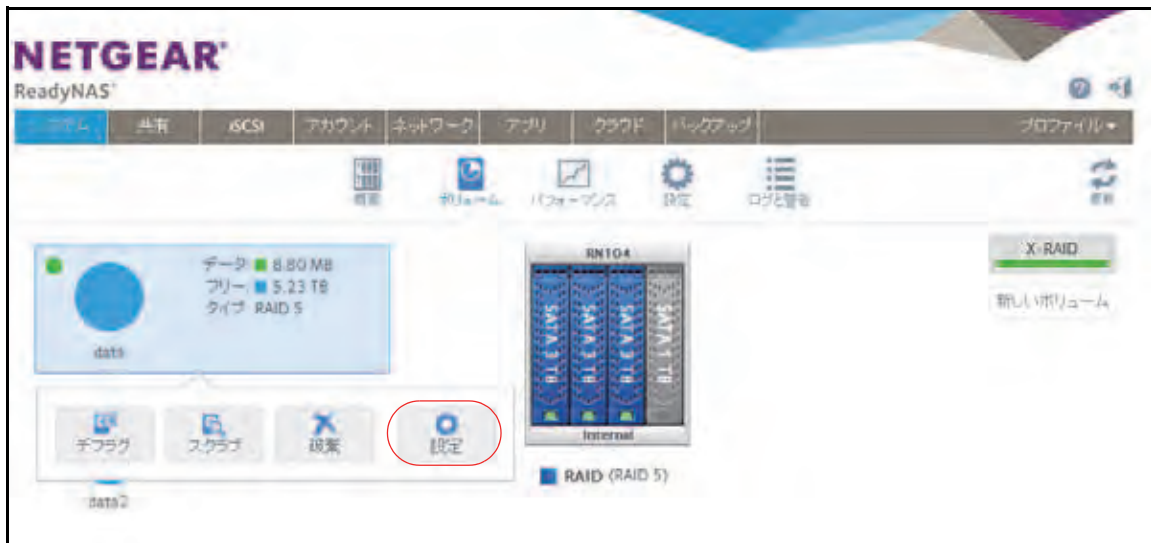 NETGEAR®
ReadyNAS®
システム 共有 iSCSI アカウント ネットワーク アプリ クラウド バックアップ プロファイル
概要 ボリューム パフォーマンス 設定 ログと警告 更新
データ: 8.80 MB
フリー: 5.23 TB
タイプ RAID 5
data
デフラグ スクラブ 破棄 設定
data2
RN104
SATA 3 TB SATA 3 TB SATA 3 TB SATA 1 TB
Internal
RAID (RAID 5)
X-RAID
新しいボリューム